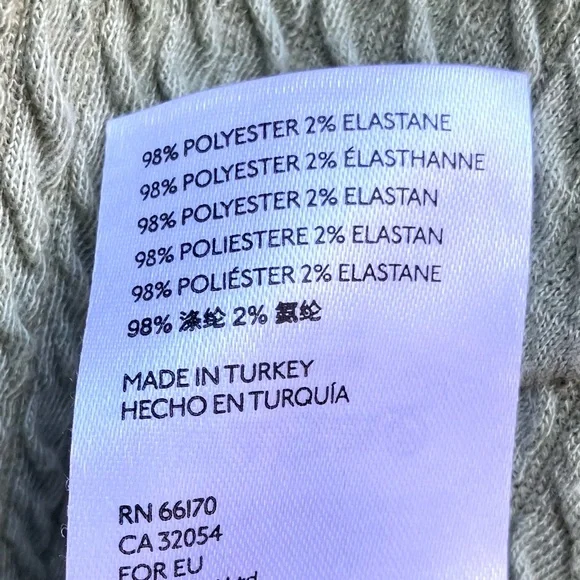 98% POLYESTER 2% ELASTANE
98% POLYESTER 2% ÉLASTHANNE
98% POLYESTER 2% ELASTAN
98% POLIESTERE 2% ELASTAN
98% POLIÉSTER 2% ELASTANE
98% 涤纶 2% 氨纶
MADE IN TURKEY
HECHO EN TURQUÍA
RN 66170
CA 32054
FOR EU
Ltd